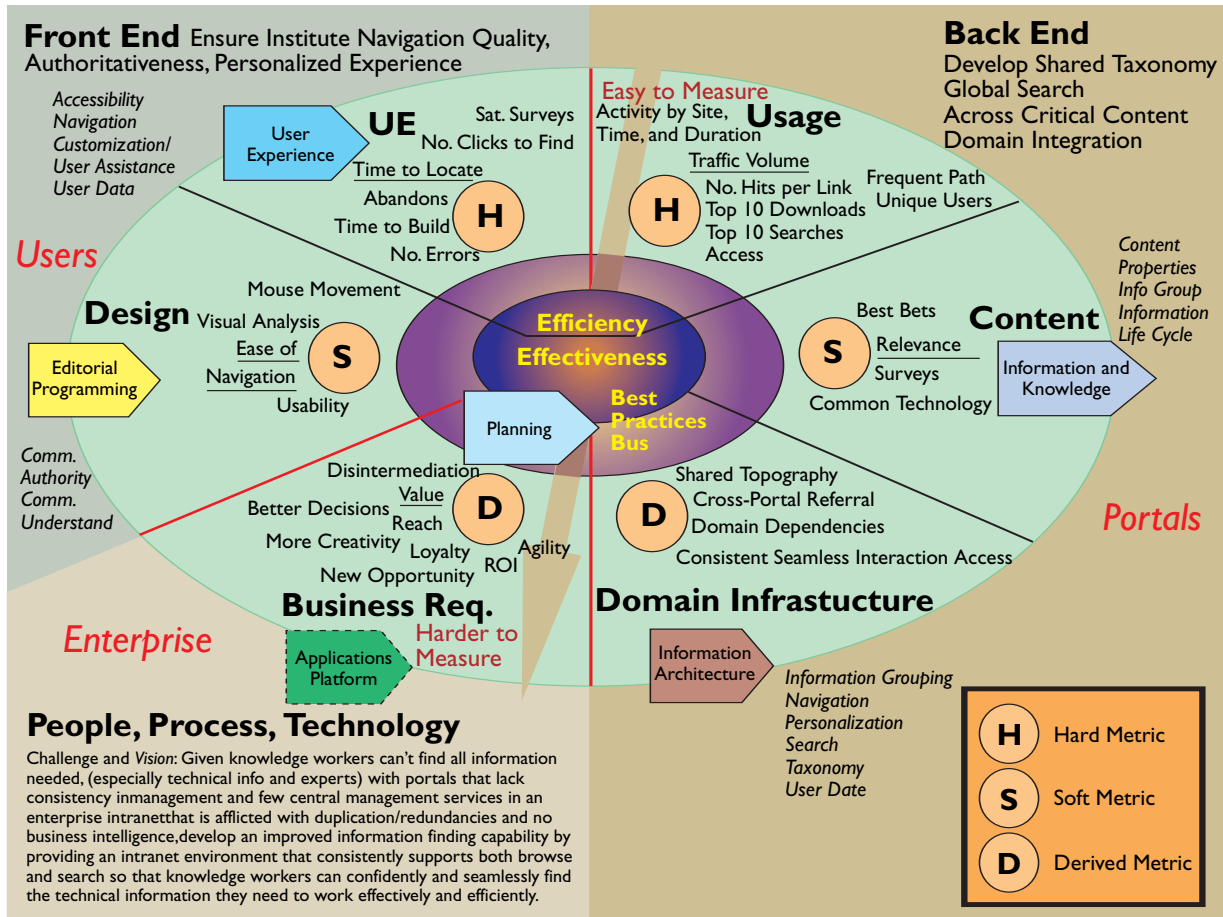 Front End Ensure Institute Navigation Quality,
Authoritativeness, Personalized Experience
Back End
Develop Shared Taxonomy
Global Search
Across Critical Content
Domain Integration
Accessibility
Navigation
Customization/
User Assistance
User Data
User
Experience
UE
Sat. Surveys
No. Clicks to Find
Time to Locate
Abandons
Time to Build
No. Errors
H
Easy to Measure
Activity by Site,
Time, and Duration
Usage
Traffic Volume
No. Hits per Link
Top 10 Downloads
Top 10 Searches
Access
H
Frequent Path
Unique Users
Users
Design
Mouse Movement
Visual Analysis
Ease of
Navigation
Usability
S
Editorial
Programming
Comm.
Authority
Comm.
Understand
Efficiency
Effectiveness
Best
Practices
Bus
Planning
S
Best Bets
Relevance
Surveys
Common Technology
Content
Information and
Knowledge
Content
Properties
Info Group
Information
Life Cycle
Portals
Disintermediation
Value
Better Decisions
Reach
More Creativity
Loyalty
Agility
ROI
New Opportunity
D
Business Req.
Harder to
Measure
Applications
Platform
Enterprise
D
Shared Topography
Cross-Portal Referral
Domain Dependencies
Consistent Seamless Interaction Access
Domain Infrastucture
Information
Architecture
Information Grouping
Navigation
Personalization
Search
Taxonomy
User Date
People, Process, Technology
Challenge and Vision: Given knowledge workers can't find all information
needed, (especially technical info and experts) with portals that lack
consistency inmanagement and few central management services in an
enterprise intranetthat is afflicted with duplication/redundancies and no
business intelligence,develop an improved information finding capability by
providing an intranet environment that consistently supports both browse
and search so that knowledge workers can confidently and seamlessly find
the technical information they need to work effectively and efficiently.
H Hard Metric
S Soft Metric
D Derived Metric